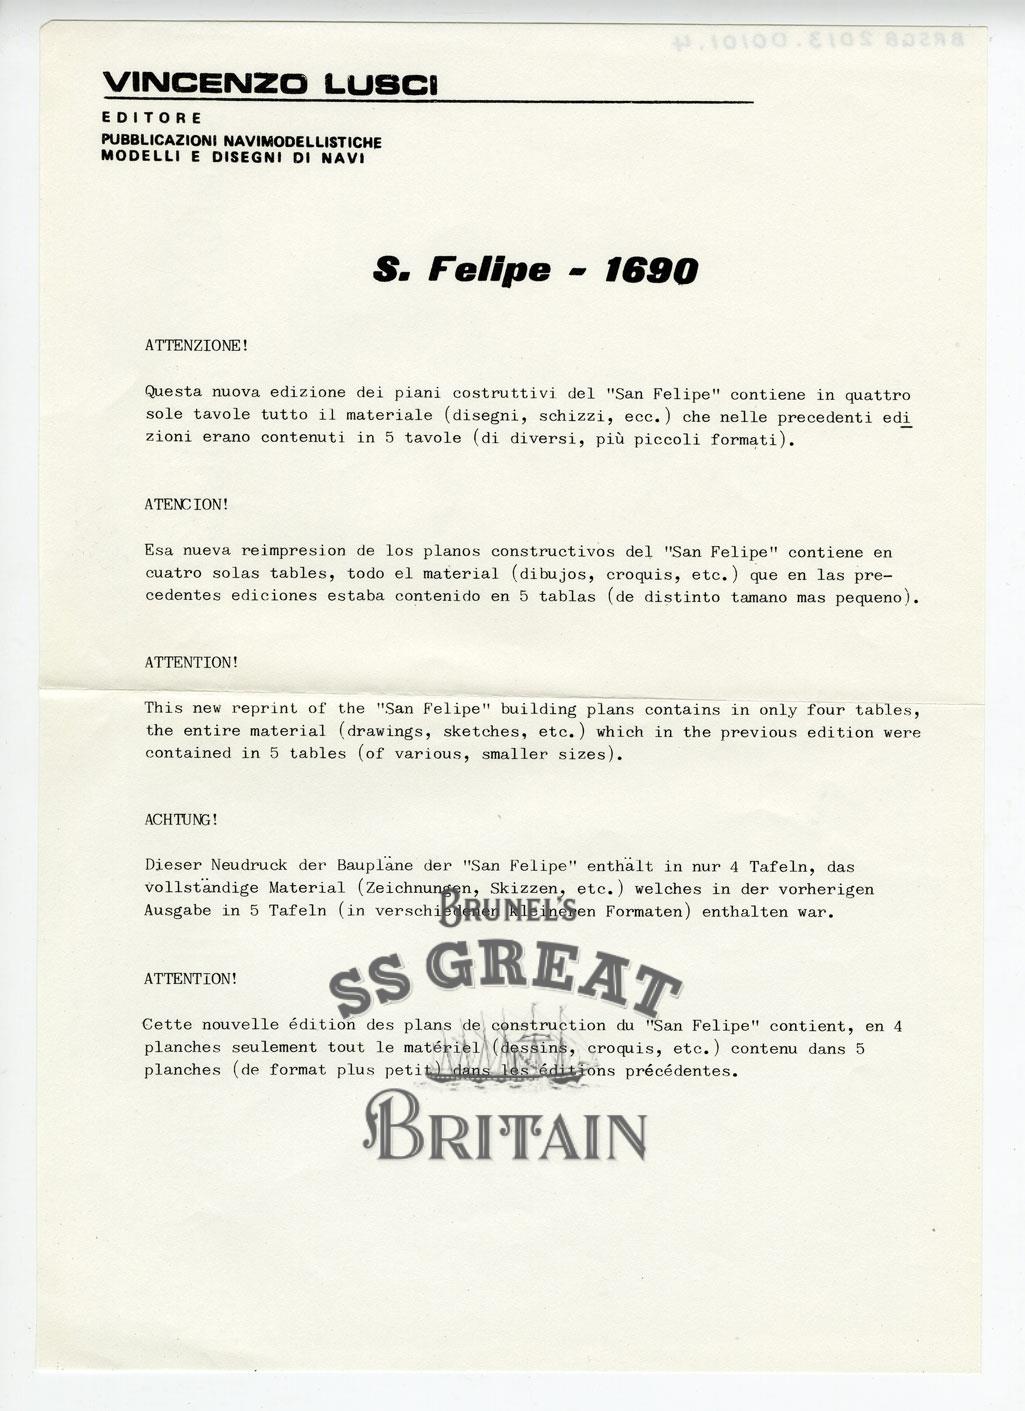 BRSGB 2013.00101.4
VINCENZO LUSCI
EDITORE
PUBBLICAZIONI NAVIMODELLISTICHE
MODELLI E DISEGNI DI NAVI
S. Felipe - 1690
ATTENZIONE!
Questa nuova edizione dei piani costruttivi del "San Felipe" contiene in quattro
sole tavole tutto il materiale (disegni, schizzi, ecc.) che nelle precedenti edi
zioni erano contenuti in 5 tavole (di diversi, più piccoli formati).
ATENCION!
Esa nueva reimpresion de los planos constructivos del "San Felipe" contiene en
cuatro solas tables, todo el material (dibujos, croquis, etc.) que en las pre-
cedentes ediciones estaba contenido en 5 tablas (de distinto tamano mas pequeno).
ATTENTION!
This new reprint of the "San Felipe" building plans contains in only four tables,
the entire material (drawings, sketches, etc.) which in the previous edition were
contained in 5 tables (of various, smaller sizes).
ACHTUNG!
Dieser Neudruck der Baupläne der "San Felipe" enthält in nur 4 Tafeln, das
vollständige Material (Zeichnungen, Skizzen, etc.) welches in der vorherigen
Ausgabe in 5 Tafeln (in verschiedenen kleineren Formaten) enthalten war.
BRUNEL'S
SS GREAT
BRITAIN
ATTENTION!
Cette nouvelle édition des plans de construction du "San Felipe" contient, en 4
planches seulement tout le matériel (dessins, croquis, etc.) contenu dans 5
planches (de format plus petit) dans les éditions précédentes.